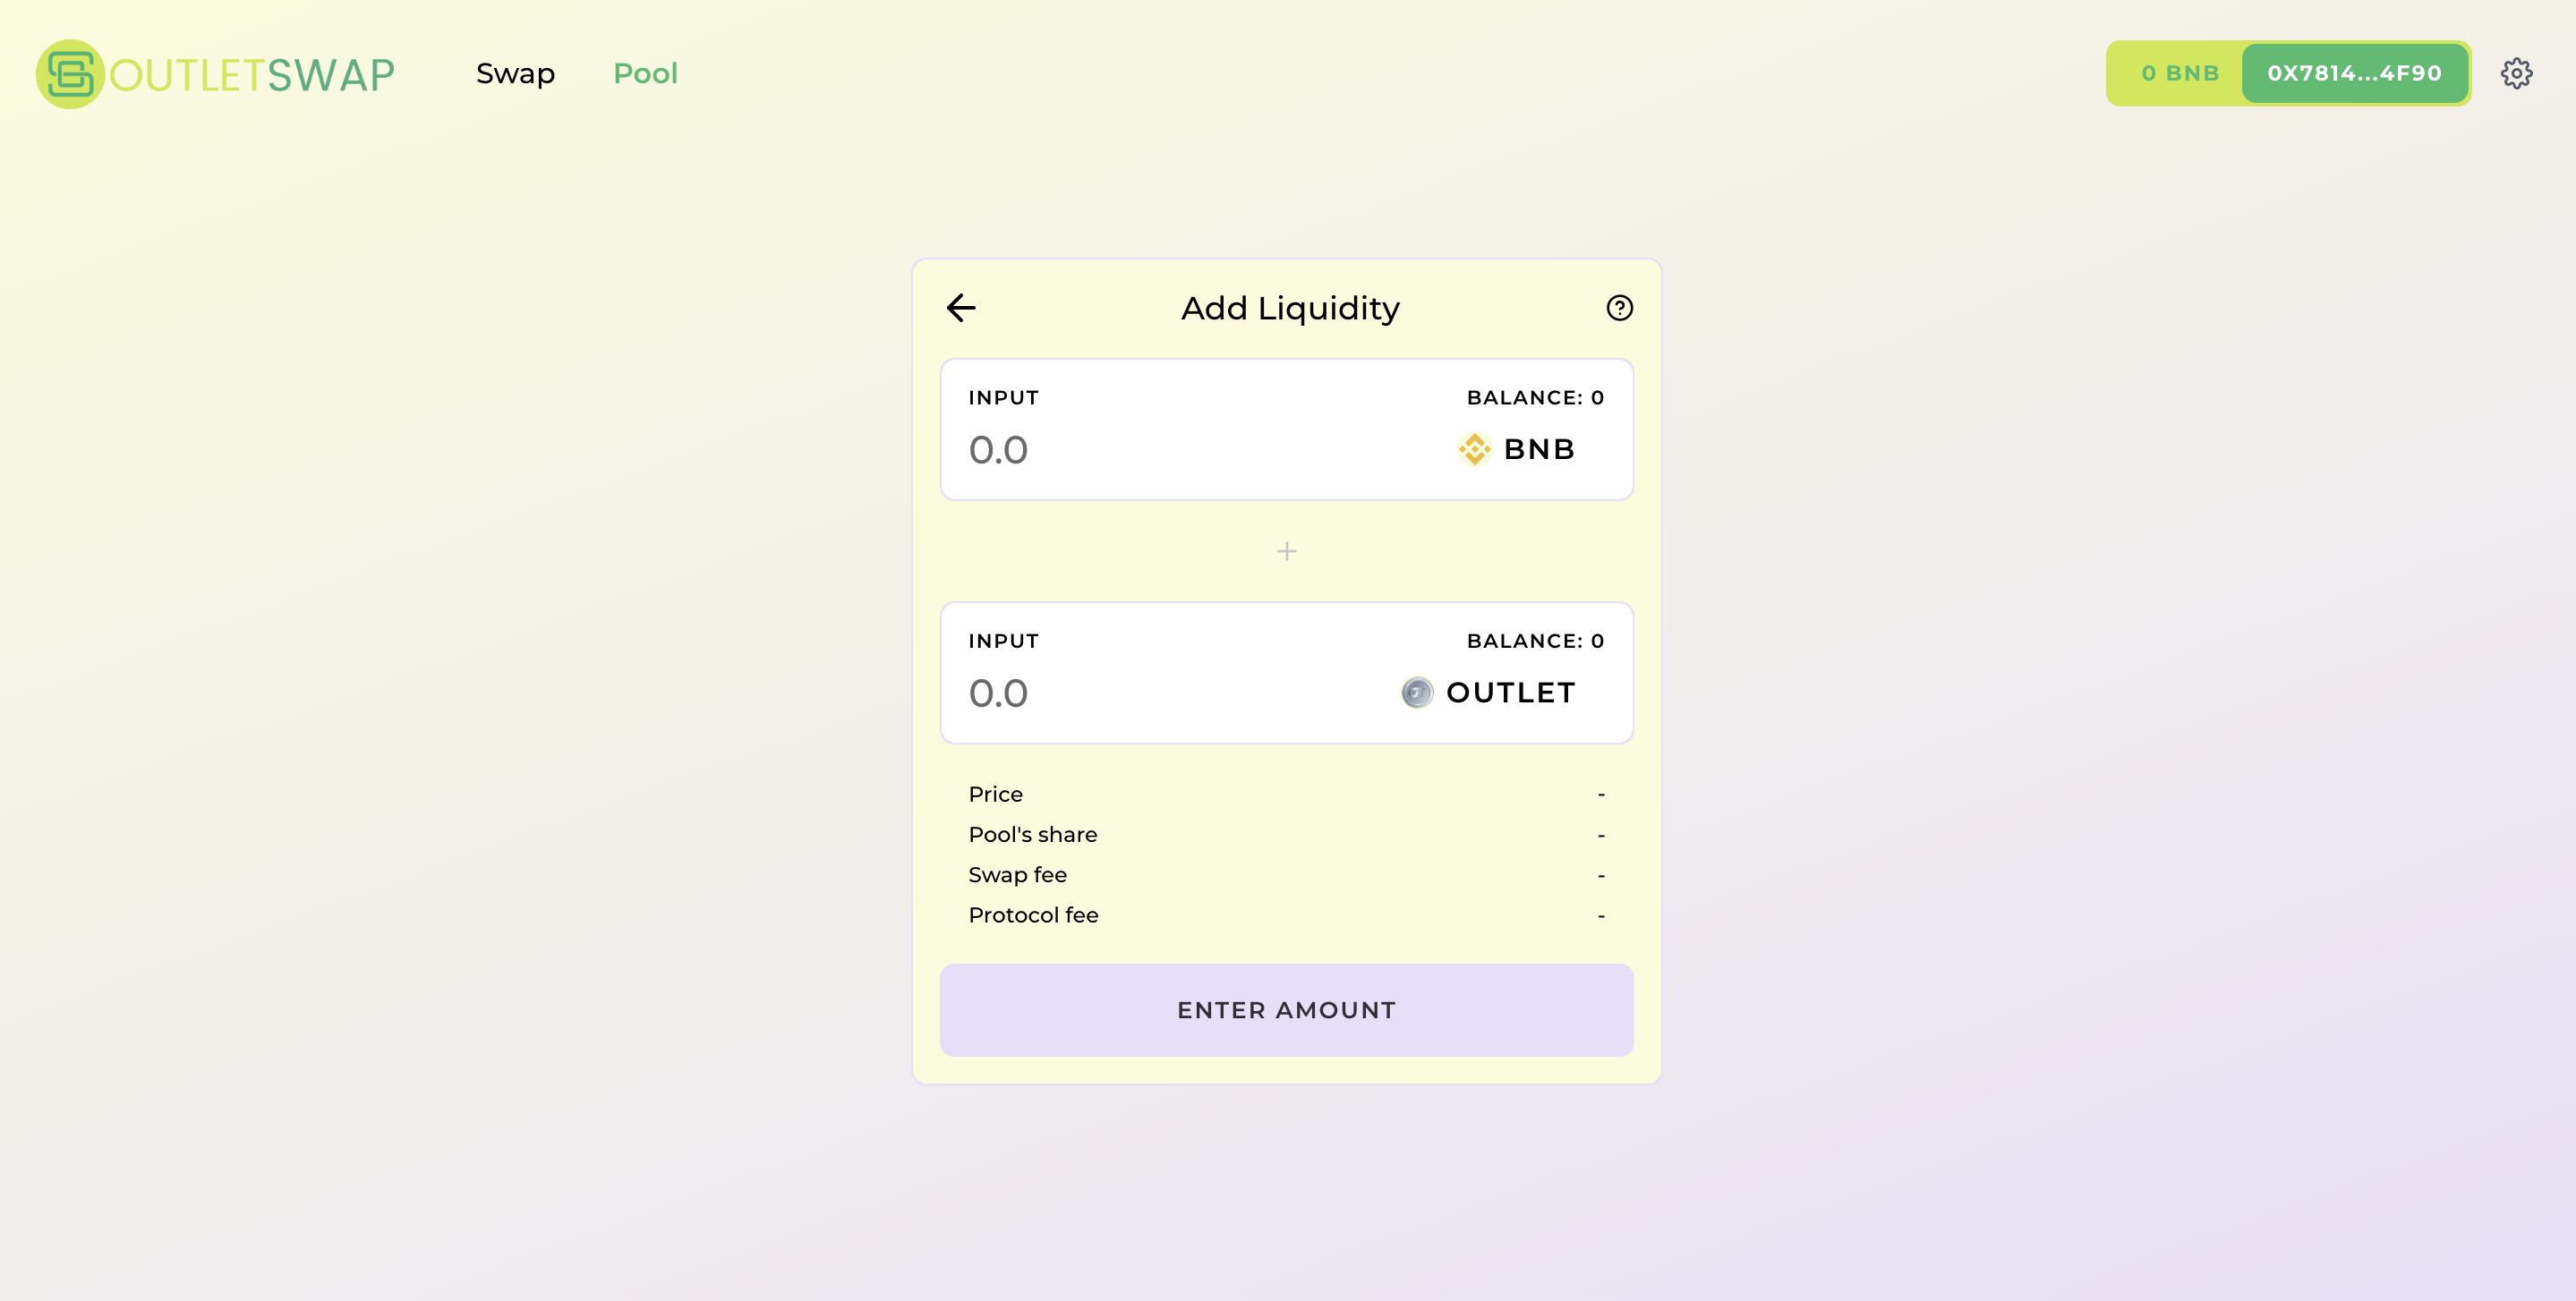 OUTLETSWAP
Swap
Pool
0 BNB
0X7814...4F90
Add Liquidity
INPUT
BALANCE: 0
0.0
BNB
+
INPUT
BALANCE: 0
0.0
OUTLET
Price -
Pool's share -
Swap fee -
Protocol fee -
ENTER AMOUNT